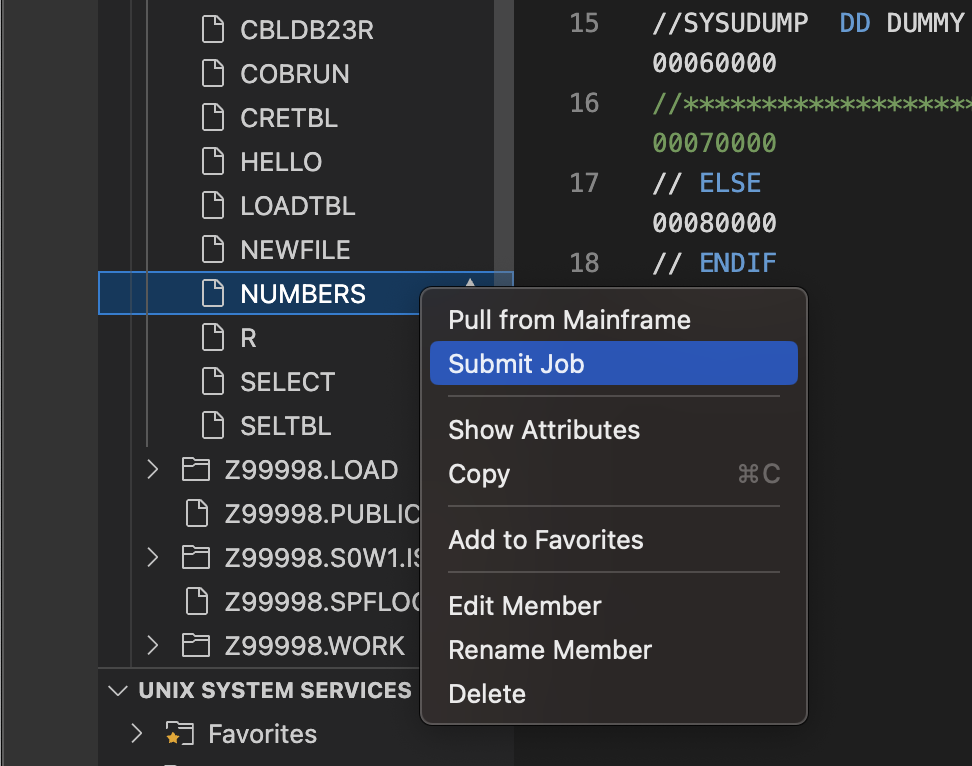 CBLDB23R
COBRUN
CRETBL
HELLO
LOADTBL
NEWFILE
NUMBERS
R
SELECT
SELTBL
Z99998.LOAD
Z99998.PUBLIC
Z99998.S0W1.IS
Z99998.SPFLOG
Z99998.WORK
UNIX SYSTEM SERVICES
Favorites
15 //SYSUDUMP DD DUMMY
00060000
16 //*******************
00070000
17 // ELSE
00080000
18 // ENDIF
Pull from Mainframe
Submit Job
Show Attributes
Copy ⌘C
Add to Favorites
Edit Member
Rename Member
Delete